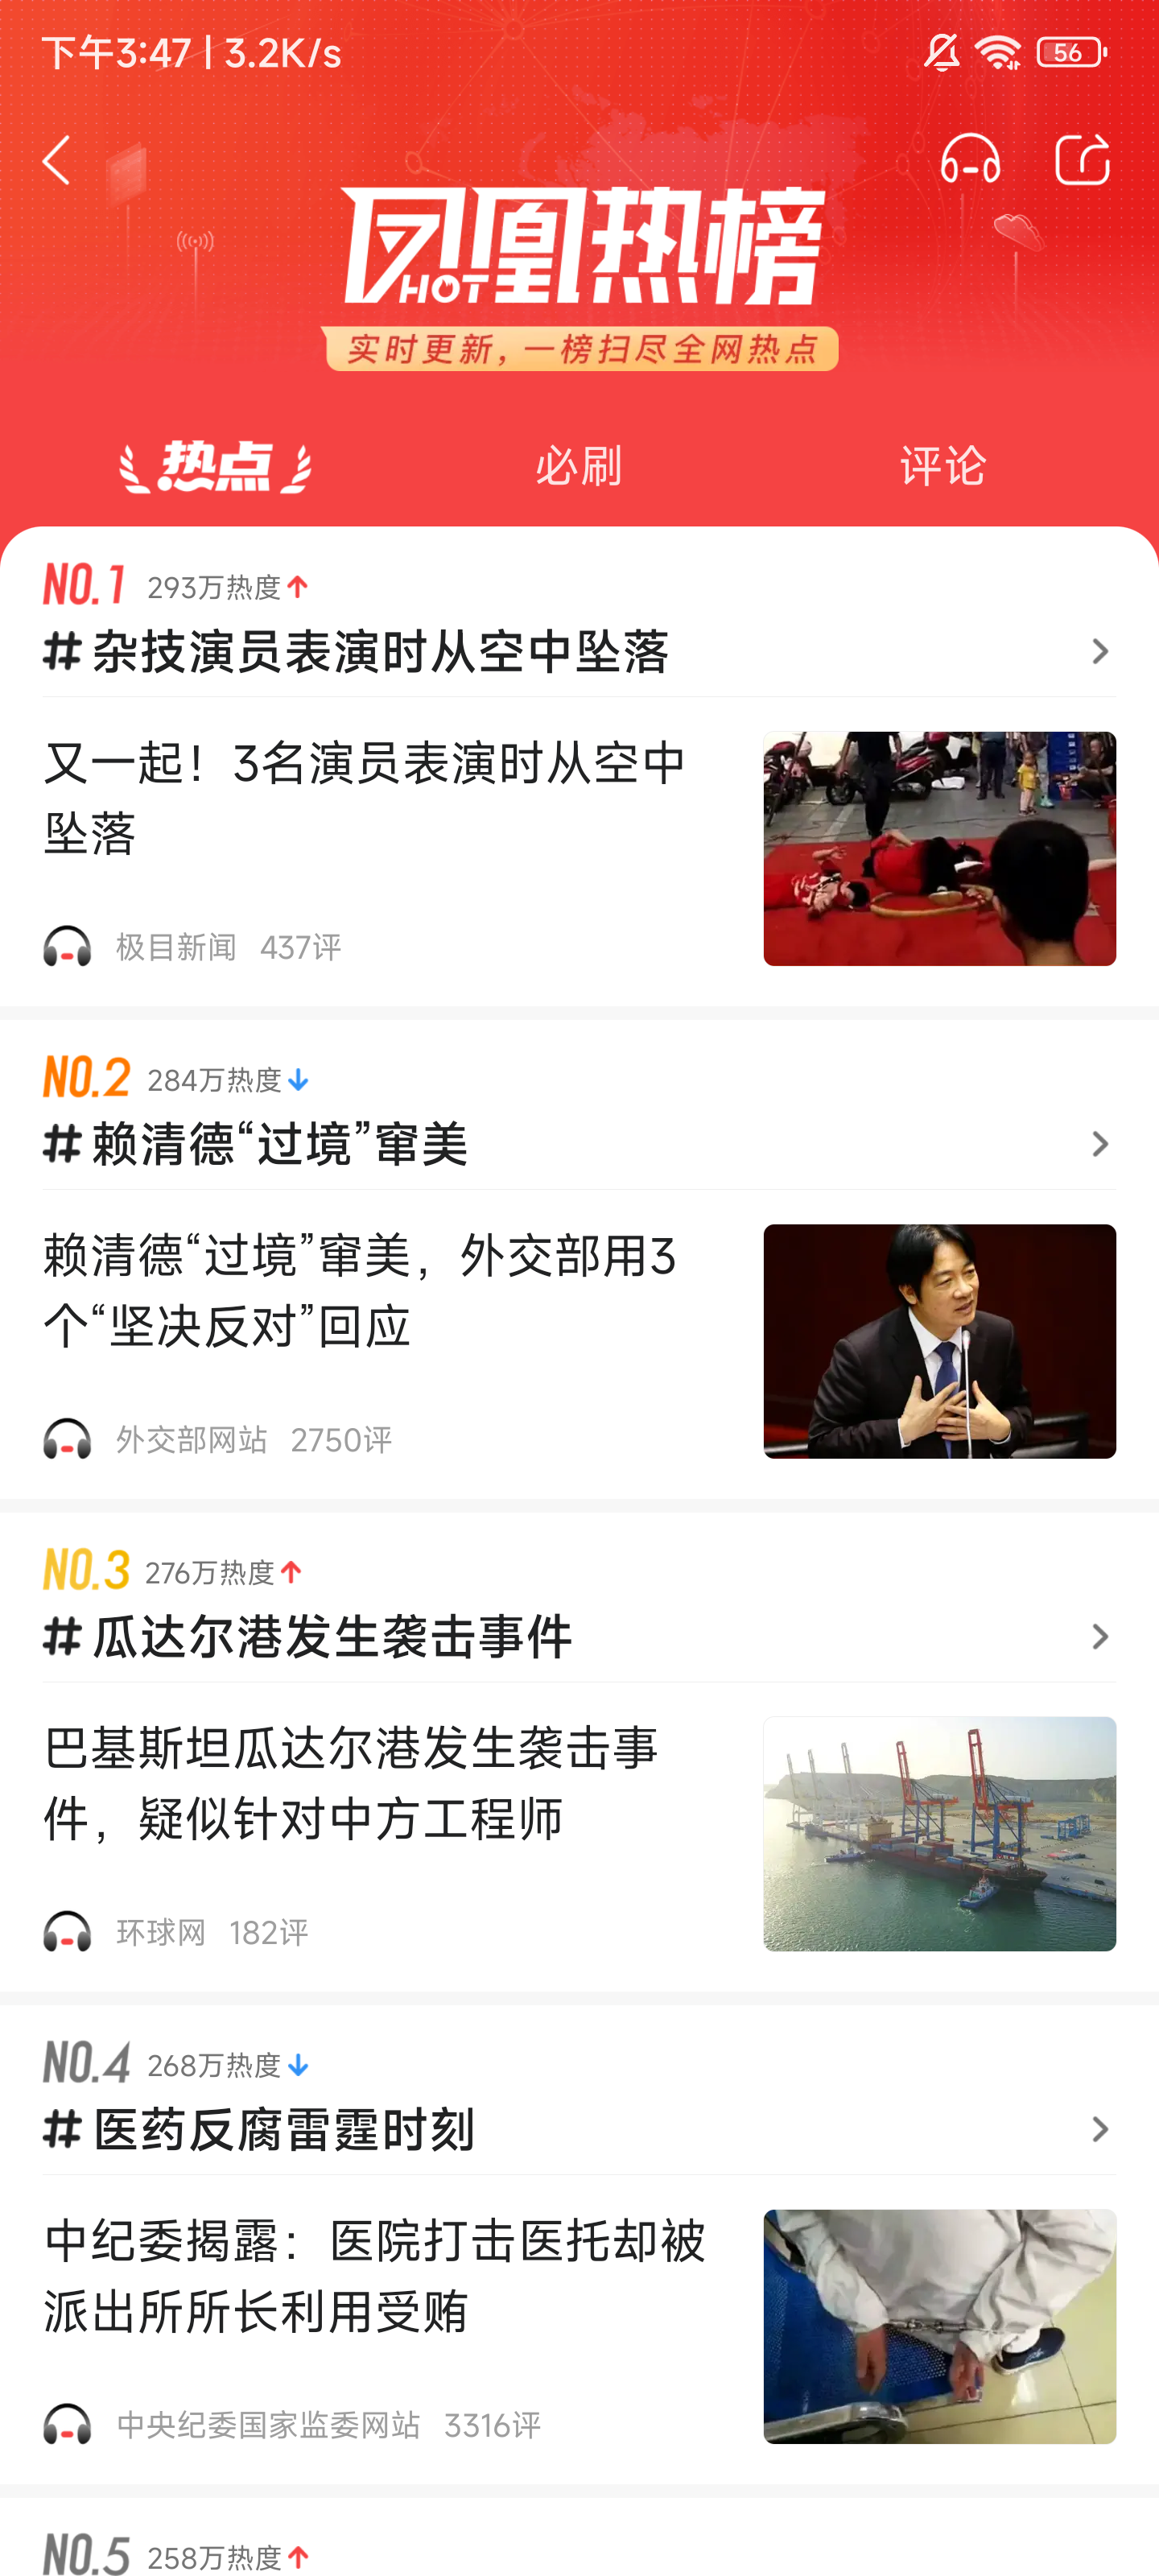 下午3:47 | 3.2K/s
56
凤凰热榜
HOT
实时更新，一榜扫尽全网热点
热点 必刷 评论
NO.1 293万热度
#杂技演员表演时从空中坠落
又一起！3名演员表演时从空中
坠落
极目新闻 437评
NO.2 284万热度
#赖清德“过境”窜美
赖清德“过境”窜美，外交部用3
个“坚决反对”回应
外交部网站 2750评
NO.3 276万热度
#瓜达尔港发生袭击事件
巴基斯坦瓜达尔港发生袭击事
件，疑似针对中方工程师
环球网 182评
NO.4 268万热度
#医药反腐雷霆时刻
中纪委揭露：医院打击医托却被
派出所所长利用受贿
中央纪委国家监委网站 3316评
NO.5 258万热度